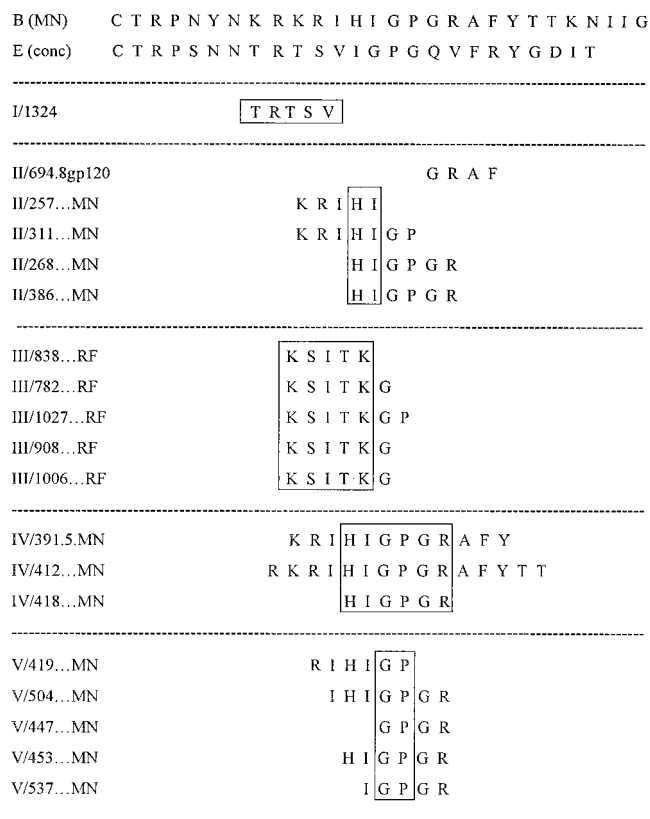 B (MN) C T R P N Y N K R K R I H I G P G R A F Y T T K N I I G
E (conc) C T R P S N N T R T S V I G P G Q V F R Y G D I T
I/1324 T R T S V
II/694.8gp120 G R A F
II/257...MN K R I H I
II/311...MN K R I H I G P
II/268...MN H I G P G R
II/386...MN H I G P G R
III/838...RF K S I T K
III/782...RF K S I T K G
III/1027...RF K S I T K G P
III/908...RF K S I T K G
III/1006...RF K S I T K G
IV/391.5.MN K R I H I G P G R A F Y
IV/412...MN R K R I H I G P G R A F Y T T
IV/418...MN H I G P G R
V/419...MN R I H I G P
V/504...MN I H I G P G R
V/447...MN G P G R
V/453...MN H I G P G R
V/537...MN I G P G R